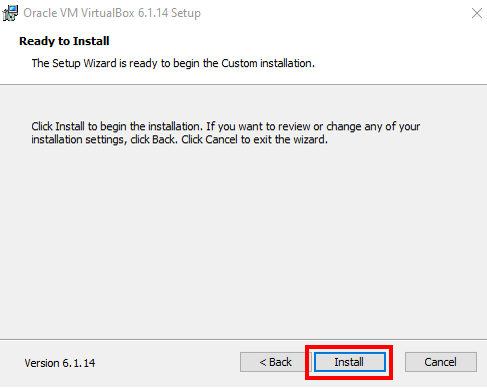 Oracle VM VirtualBox 6.1.14 Setup
Ready to Install
The Setup Wizard is ready to begin the Custom installation.
Click Install to begin the installation. If you want to review or change any of your
installation settings, click Back. Click Cancel to exit the wizard.
Version 6.1.14
< Back
Install
Cancel